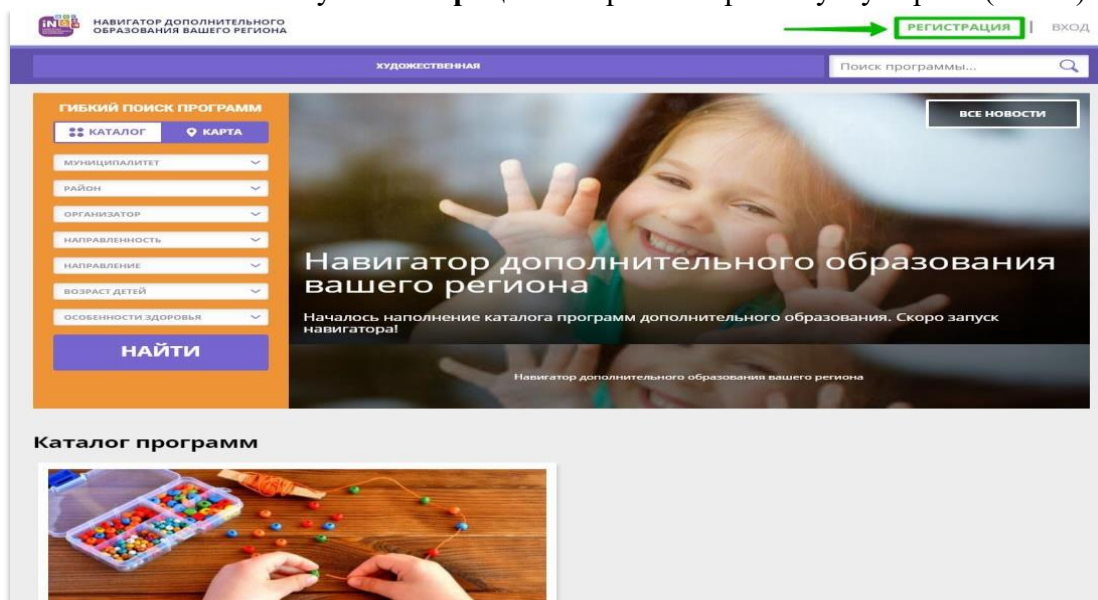 НАВИГАТОР ДОПОЛНИТЕЛЬНОГО
ОБРАЗОВАНИЯ ВАШЕГО РЕГИОНА
РЕГИСТРАЦИЯ | ВХОД
ХУДОЖЕСТВЕННАЯ
Поиск программы...
ГИБКИЙ ПОИСК ПРОГРАММ
КАТАЛОГ
КАРТА
МУНИЦИПАЛИТЕТ
РАЙОН
ОРГАНИЗАТОР
НАПРАВЛЕННОСТЬ
НАПРАВЛЕНИЕ
ВОЗРАСТ ДЕТЕЙ
ОСОБЕННОСТИ ЗДОРОВЬЯ
НАЙТИ
ВСЕ НОВОСТИ
Навигатор дополнительного образования
вашего региона
Началось наполнение каталога программ дополнительного образования. Скоро запуск
навигатора!
Навигатор дополнительного образования вашего региона
Каталог программ